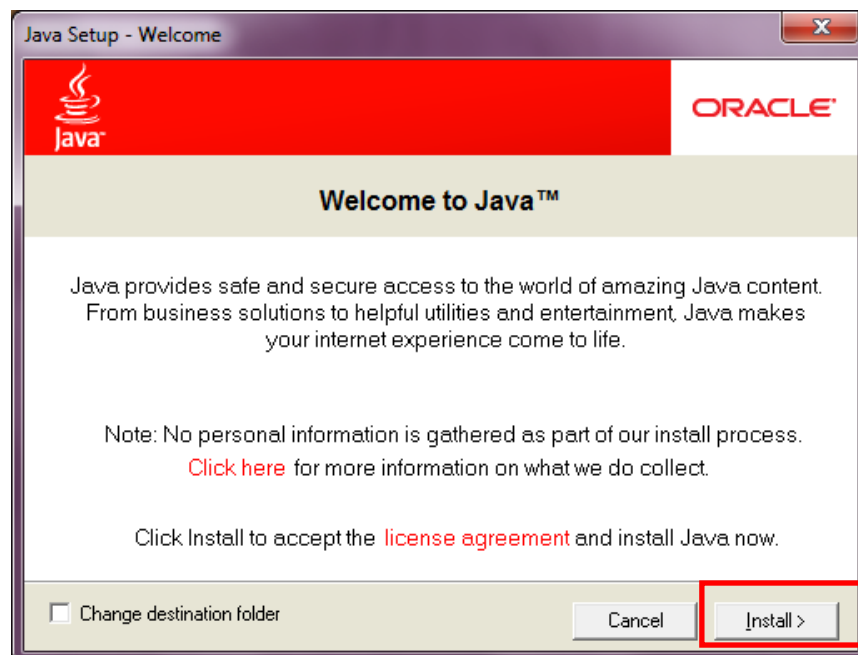 Java Setup - Welcome
Java™
ORACLE®
Welcome to Java™
Java provides safe and secure access to the world of amazing Java content.
From business solutions to helpful utilities and entertainment, Java makes
your internet experience come to life.
Note: No personal information is gathered as part of our install process.
Click here for more information on what we do collect.
Click Install to accept the license agreement and install Java now.
Change destination folder
Cancel
Install >